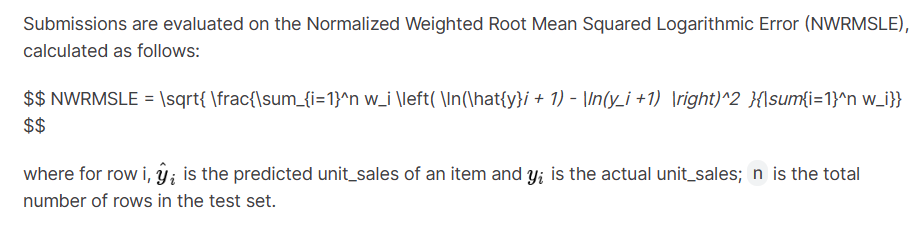 Submissions are evaluated on the Normalized Weighted Root Mean Squared Logarithmic Error (NWRMSLE),
calculated as follows:
$$ NWRMSLE = \sqrt{ \frac{\sum_{i=1}^n w_i \left( \ln(\hat{y}i + 1) - \ln(y_i +1) \right)^2 }{\sum{i=1}^n w_i}}
$$
where for row i, ŷᵢ is the predicted unit_sales of an item and yᵢ is the actual unit_sales; n is the total
number of rows in the test set.